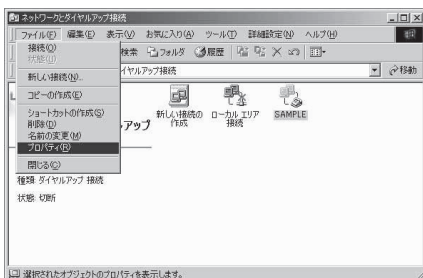 ネットワークとダイヤルアップ接続
ファイル(F) 編集(E) 表示(V) お気に入り(A) ツール(T) 詳細設定(N) ヘルプ(H)
接続(O)
状態(U)
新しい接続(N)...
コピーの作成(E)
ショートカットの作成(S)
削除(D)
名前の変更(M)
プロパティ(R)
閉じる(C)
検索 フォルダ 履歴
イヤルアップ接続
移動
ルアップ
新しい接続の作成
ローカル エリア接続
SAMPLE
種類: ダイヤルアップ 接続
状態: 切断
選択されたオブジェクトのプロパティを表示します。